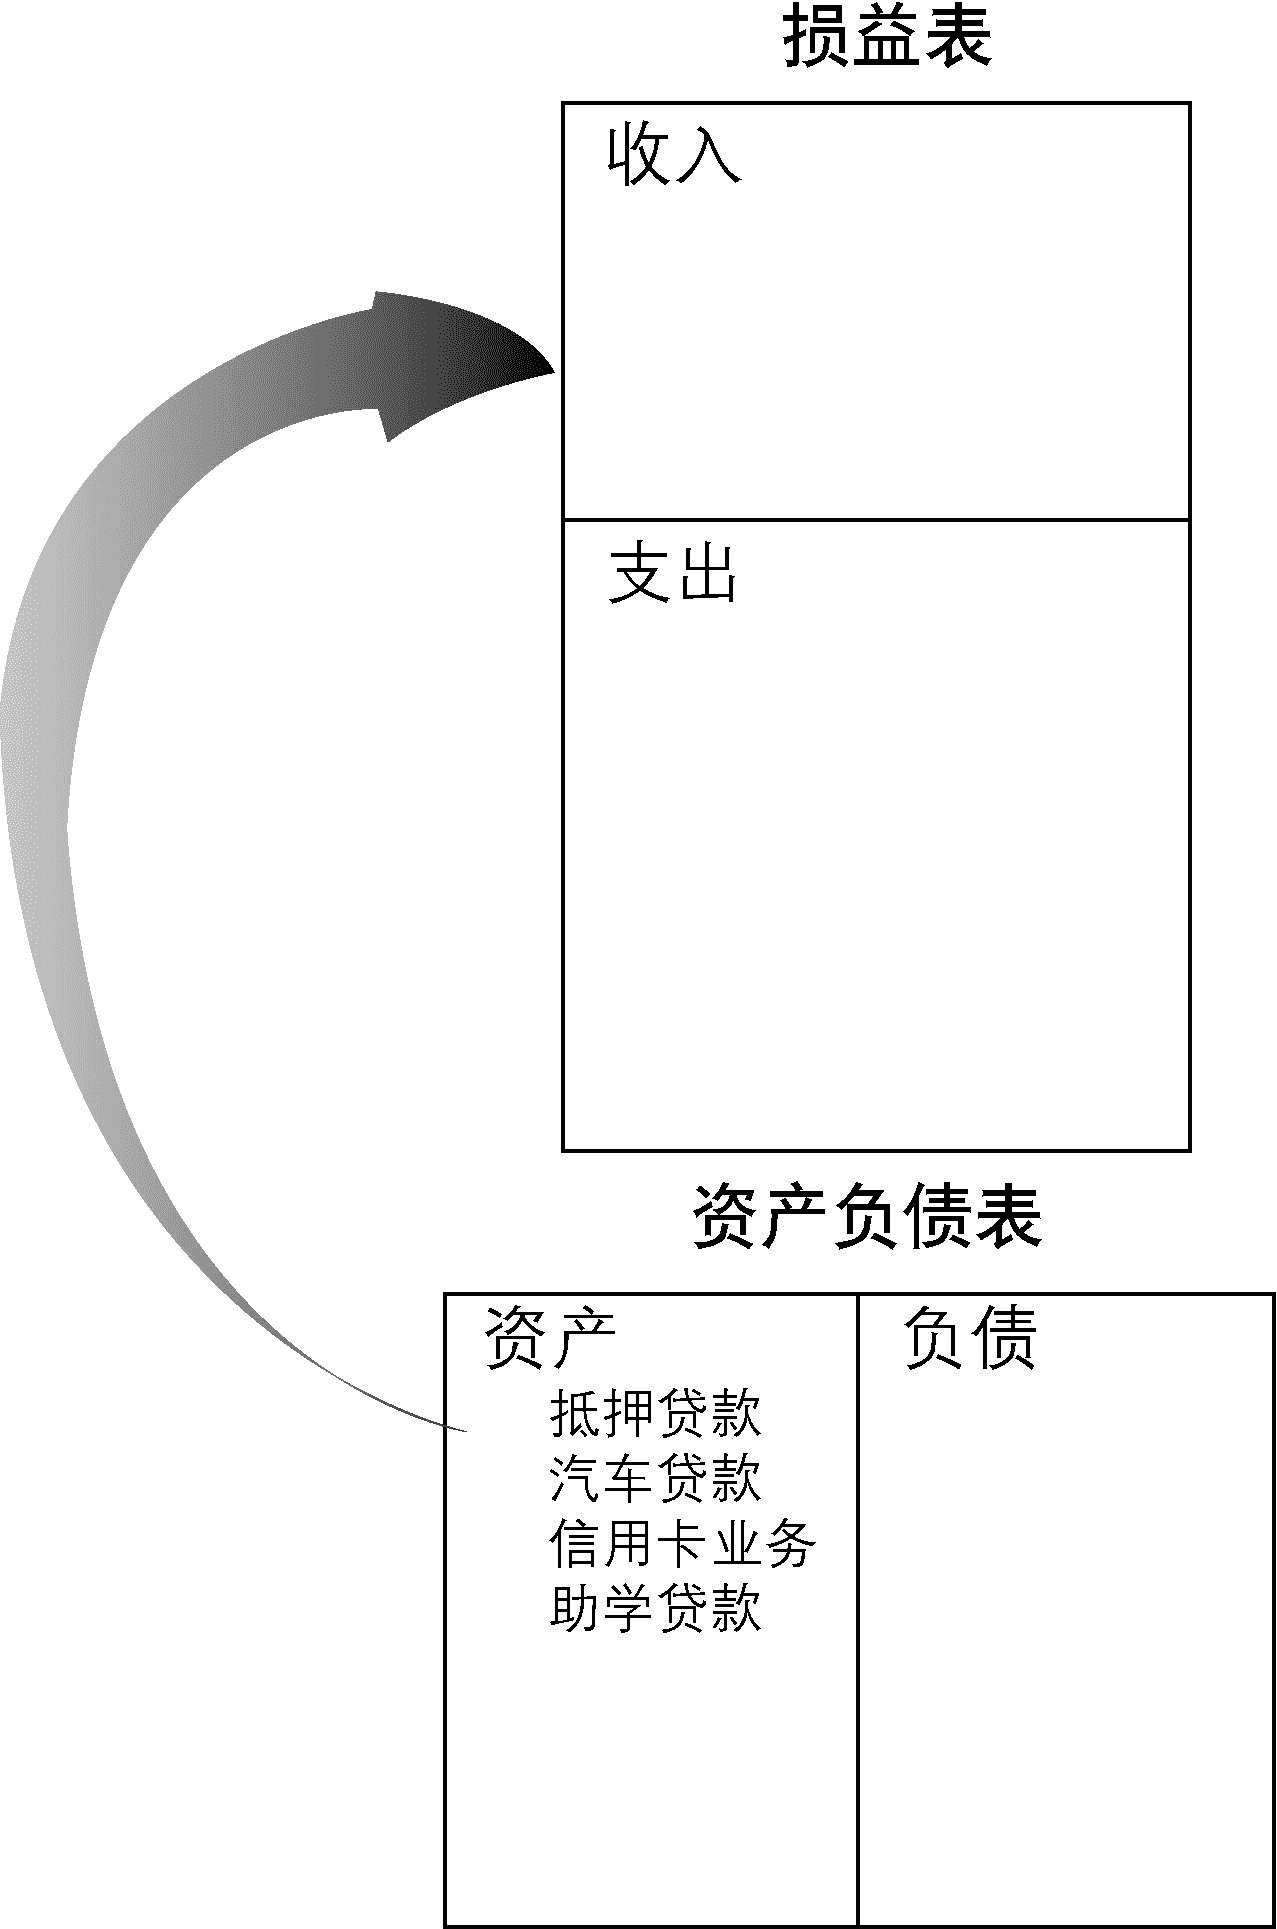 损益表
收入
支出
资产负债表
资产
负债
抵押贷款
汽车贷款
信用卡业务
助学贷款